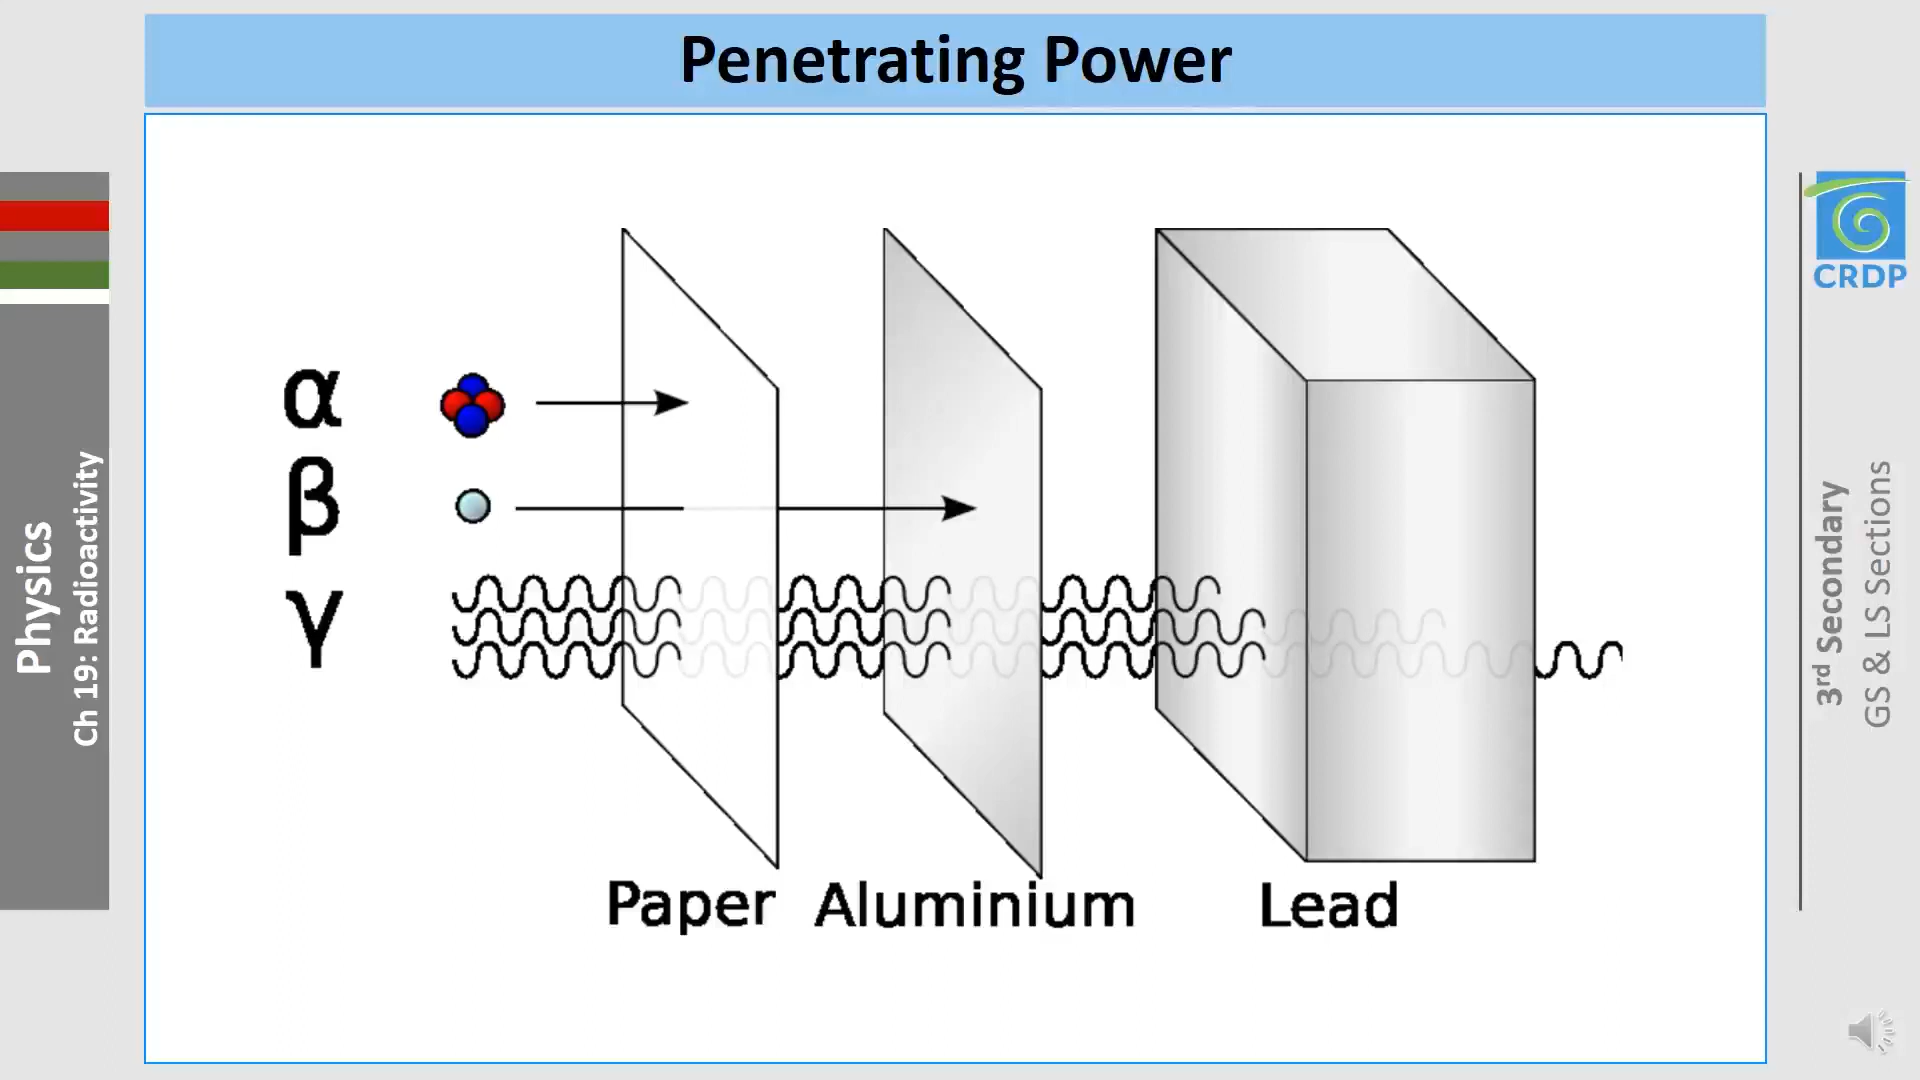 Penetrating Power
Physics
Ch 19: Radioactivity
α
β
γ
Paper
Aluminium
Lead
CRDP
3rd Secondary
GS & LS Sections